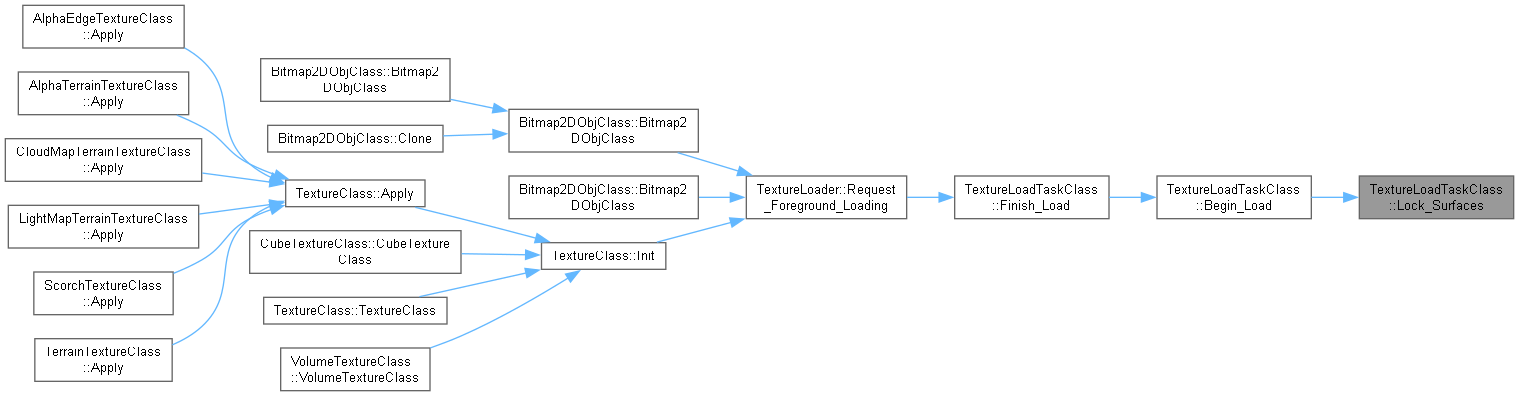 AlphaEdgeTextureClass
::Apply
AlphaTerrainTextureClass
::Apply
CloudMapTerrainTextureClass
::Apply
LightMapTerrainTextureClass
::Apply
ScorchTextureClass
::Apply
TerrainTextureClass
::Apply
Bitmap2DObjClass::Bitmap2
DObjClass
Bitmap2DObjClass::Clone
TextureClass::Apply
CubeTextureClass::CubeTexture
Class
TextureClass::TextureClass
VolumeTextureClass
::VolumeTextureClass
Bitmap2DObjClass::Bitmap2
DObjClass
Bitmap2DObjClass::Bitmap2
DObjClass
TextureClass::Init
TextureLoader::Request
_Foreground_Loading
TextureLoadTaskClass
::Finish_Load
TextureLoadTaskClass
::Begin_Load
TextureLoadTaskClass
::Lock_Surfaces